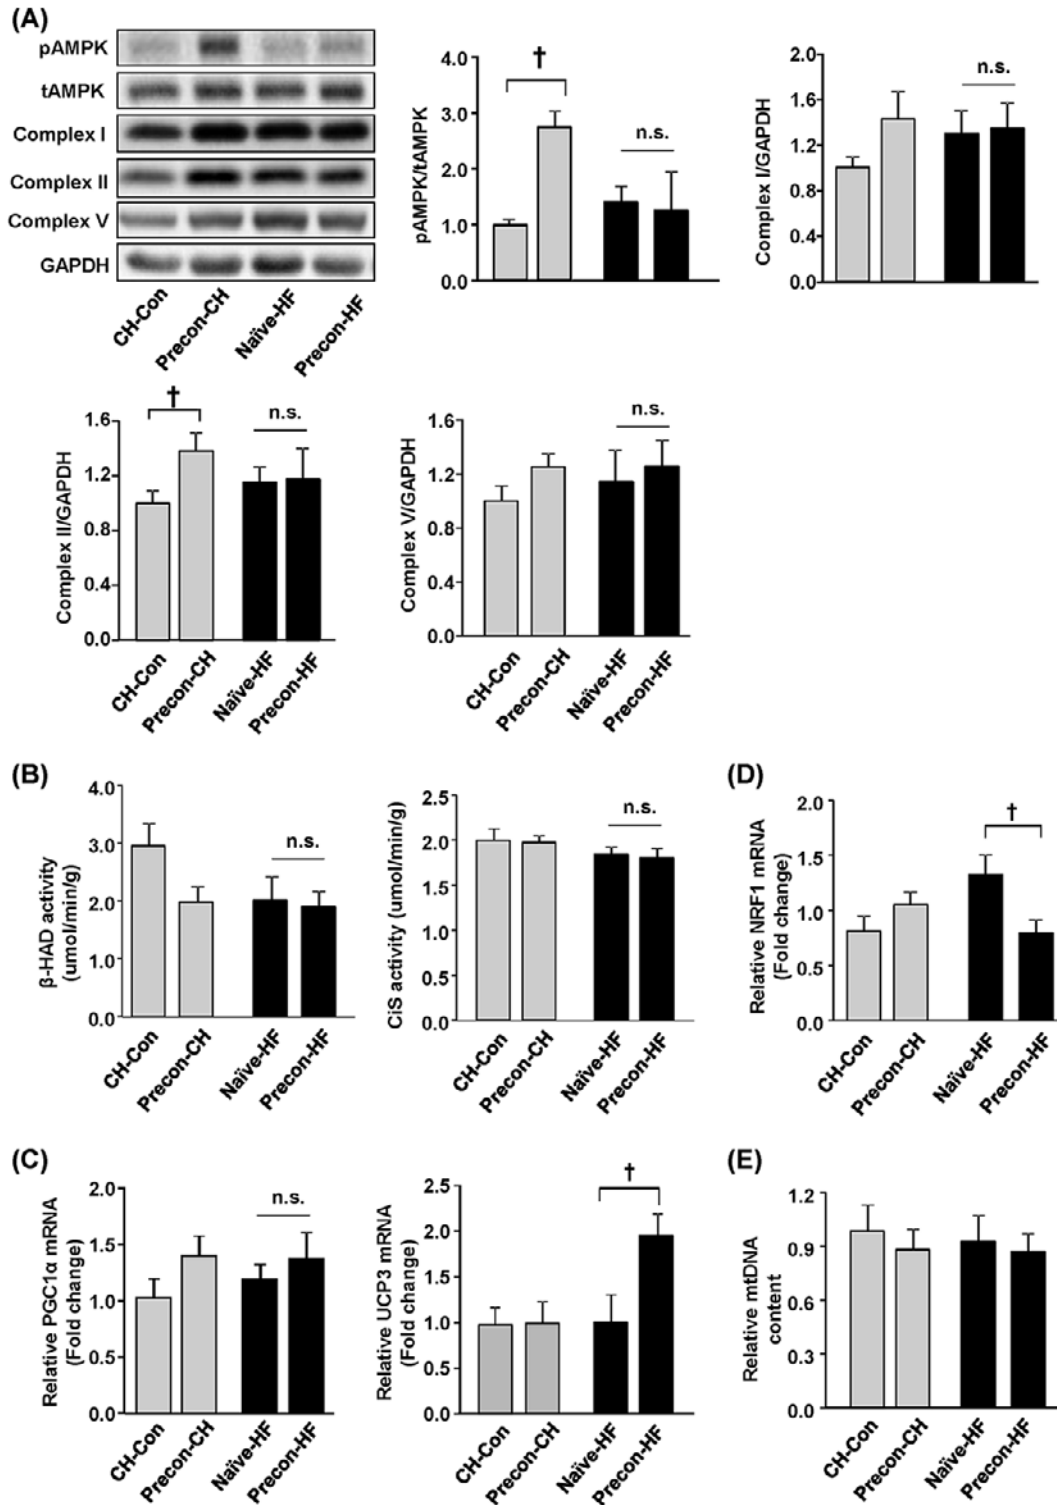 (A)
pAMPK
tAMPK
Complex I
Complex II
Complex V
GAPDH
CH-Con
Precon-CH
Naïve-HF
Precon-HF
pAMPK/tAMPK
4.0
3.0
2.0
1.0
0.0
†
n.s.
Complex I/GAPDH
2.0
1.6
1.2
0.4
0.0
n.s.
Complex II/GAPDH
1.6
1.2
0.8
0.4
0.0
†
n.s.
CH-Con
Precon-CH
Naïve-HF
Precon-HF
Complex V/GAPDH
1.6
1.2
0.8
0.4
0.0
n.s.
CH-Con
Precon-CH
Naïve-HF
Precon-HF
(B)
β-HAD activity
(umol/min/g)
4.0
3.0
2.0
1.0
0.0
n.s.
CH-Con
Precon-CH
Naïve-HF
Precon-HF
CiS activity (umol/min/g)
2.5
2.0
1.5
1.0
0.5
0.0
n.s.
CH-Con
Precon-CH
Naïve-HF
Precon-HF
(D)
Relative NRF1 mRNA
(Fold change)
2.0
1.5
1.0
0.5
0.0
†
CH-Con
Precon-CH
Naïve-HF
Precon-HF
(C)
Relative PGC1α mRNA
(Fold change)
2.0
1.5
1.0
0.5
0.0
n.s.
CH-Con
Precon-CH
Naïve-HF
Precon-HF
Relative UCP3 mRNA
(Fold change)
2.5
2.0
1.5
1.0
0.5
0.0
†
CH-Con
Precon-CH
Naïve-HF
Precon-HF
(E)
Relative mtDNA
content
1.2
0.9
0.6
0.3
0.0
CH-Con
Precon-CH
Naïve-HF
Precon-HF